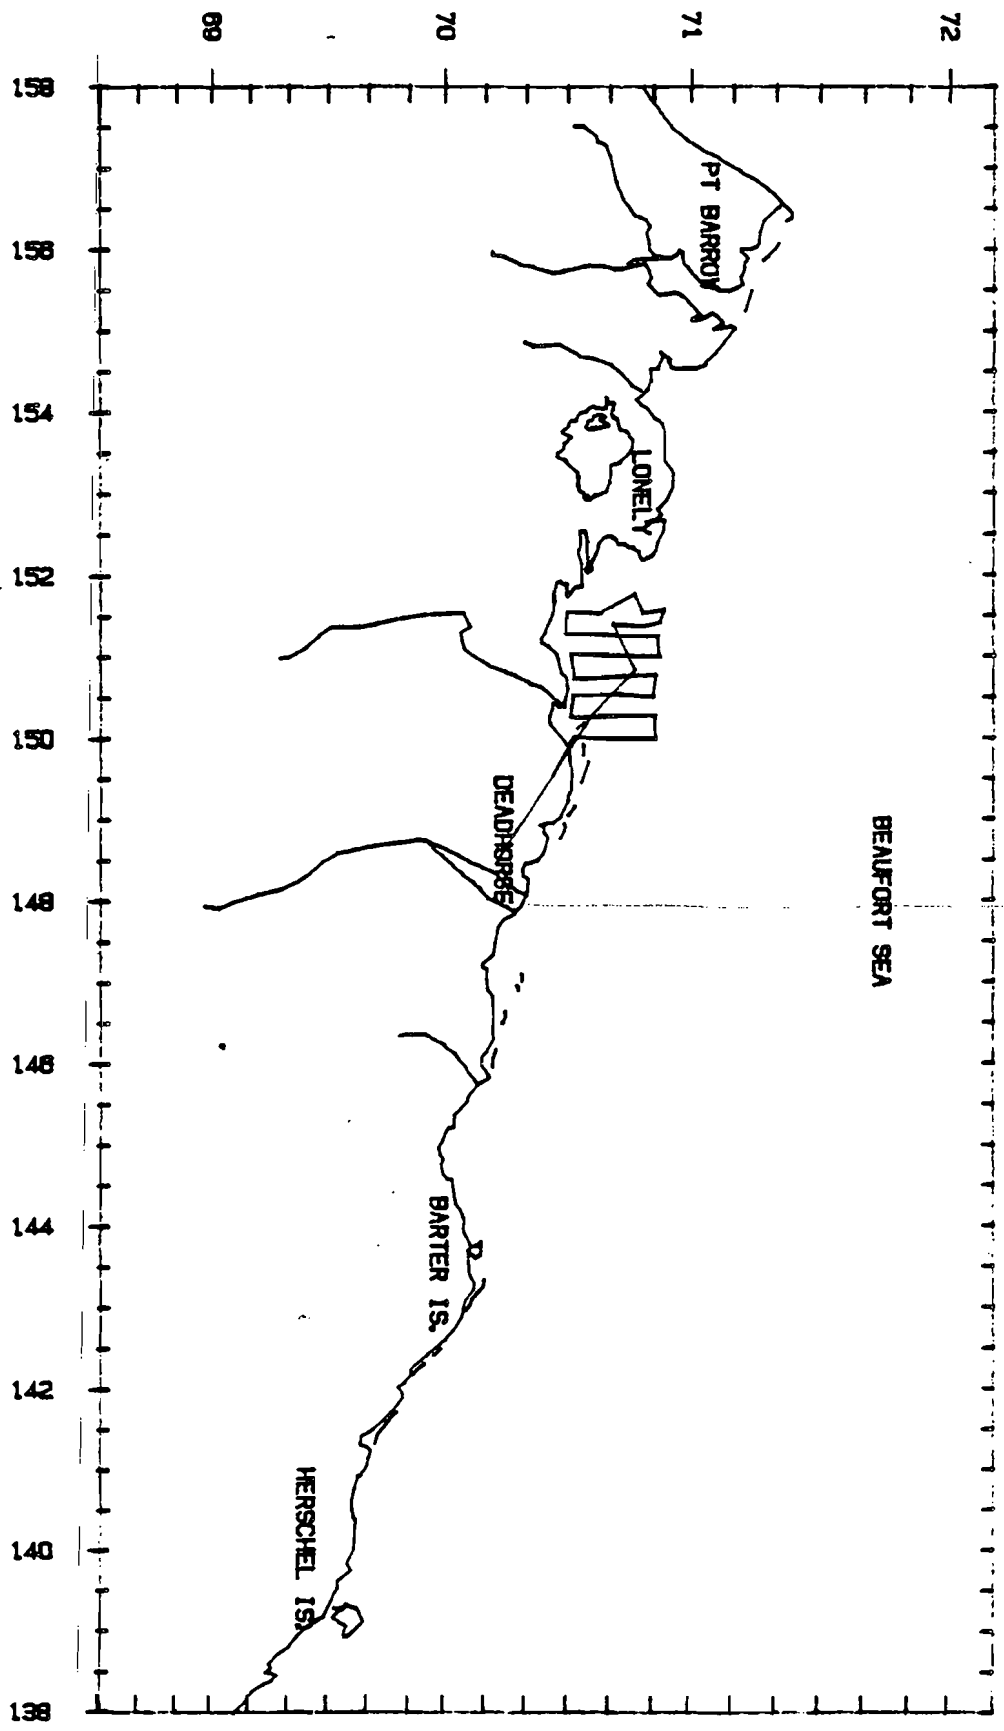 72
71
70
69
BEAUFORT SEA
PT BARROW
LONELY
DEADHORSE
BARTER IS.
HERSCHEL IS.
158
156
154
152
150
148
146
144
142
140
138